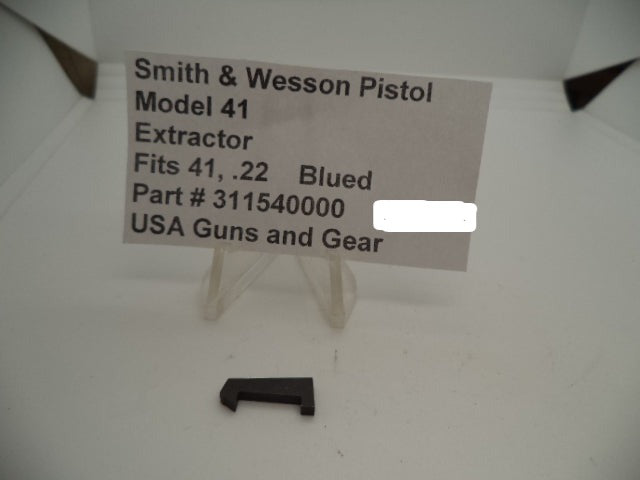 Smith & Wesson Pistol
Model 41
Extractor
Fits 41, .22 Blued
Part # 311540000
USA Guns and Gear